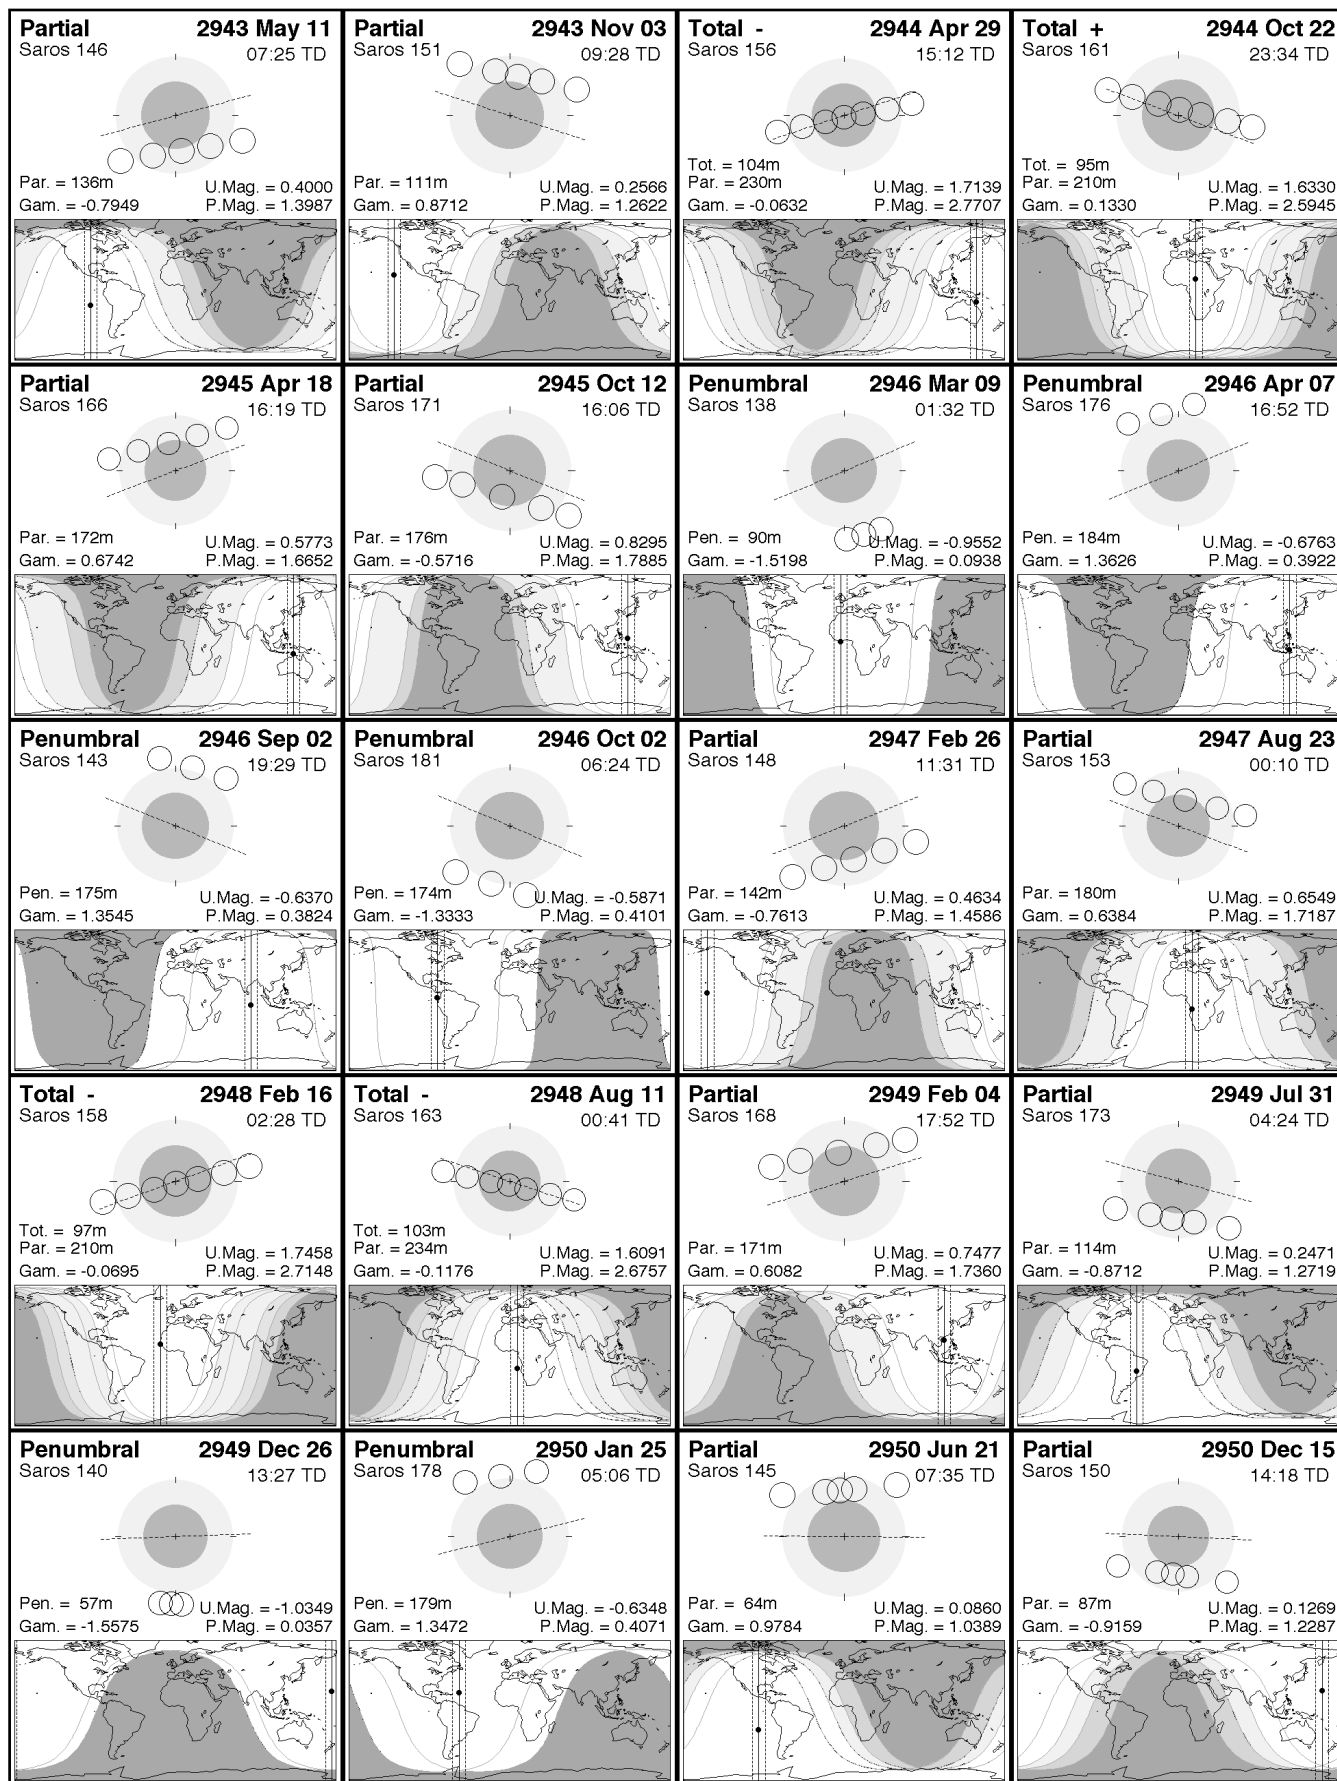 Partial 2943 May 11
Saros 146 07:25 TD
Par. = 136m U.Mag. = 0.4000
Gam. = -0.7949 P.Mag. = 1.3987
Partial 2943 Nov 03
Saros 151 09:28 TD
Par. = 111m U.Mag. = 0.2566
Gam. = 0.8712 P.Mag. = 1.2622
Total - 2944 Apr 29
Saros 156 15:12 TD
Tot. = 104m
Par. = 230m U.Mag. = 1.7139
Gam. = -0.0632 P.Mag. = 2.7707
Total + 2944 Oct 22
Saros 161 23:34 TD
Tot. = 95m
Par. = 210m U.Mag. = 1.6330
Gam. = 0.1330 P.Mag. = 2.5945
Partial 2945 Apr 18
Saros 166 16:19 TD
Par. = 172m U.Mag. = 0.5773
Gam. = 0.6742 P.Mag. = 1.6652
Partial 2945 Oct 12
Saros 171 16:06 TD
Par. = 176m U.Mag. = 0.8295
Gam. = -0.5716 P.Mag. = 1.7885
Penumbral 2946 Mar 09
Saros 138 01:32 TD
Pen. = 90m U.Mag. = -0.9552
Gam. = -1.5198 P.Mag. = 0.0938
Penumbral 2946 Apr 07
Saros 176 16:52 TD
Pen. = 184m U.Mag. = -0.6763
Gam. = 1.3626 P.Mag. = 0.3922
Penumbral 2946 Sep 02
Saros 143 19:29 TD
Pen. = 175m U.Mag. = -0.6370
Gam. = 1.3545 P.Mag. = 0.3824
Penumbral 2946 Oct 02
Saros 181 06:24 TD
Pen. = 174m U.Mag. = -0.5871
Gam. = -1.3333 P.Mag. = 0.4101
Partial 2947 Feb 26
Saros 148 11:31 TD
Par. = 142m U.Mag. = 0.4634
Gam. = -0.7613 P.Mag. = 1.4586
Partial 2947 Aug 23
Saros 153 00:10 TD
Par. = 180m U.Mag. = 0.6549
Gam. = 0.6384 P.Mag. = 1.7187
Total - 2948 Feb 16
Saros 158 02:28 TD
Tot. = 97m
Par. = 210m U.Mag. = 1.7458
Gam. = -0.0695 P.Mag. = 2.7148
Total - 2948 Aug 11
Saros 163 00:41 TD
Tot. = 103m
Par. = 234m U.Mag. = 1.6091
Gam. = -0.1176 P.Mag. = 2.6757
Partial 2949 Feb 04
Saros 168 17:52 TD
Par. = 171m U.Mag. = 0.7477
Gam. = 0.6082 P.Mag. = 1.7360
Partial 2949 Jul 31
Saros 173 04:24 TD
Par. = 114m U.Mag. = 0.2471
Gam. = -0.8712 P.Mag. = 1.2719
Penumbral 2949 Dec 26
Saros 140 13:27 TD
Pen. = 57m U.Mag. = -1.0349
Gam. = -1.5575 P.Mag. = 0.0357
Penumbral 2950 Jan 25
Saros 178 05:06 TD
Pen. = 179m U.Mag. = -0.6348
Gam. = 1.3472 P.Mag. = 0.4071
Partial 2950 Jun 21
Saros 145 07:35 TD
Par. = 64m U.Mag. = 0.0860
Gam. = 0.9784 P.Mag. = 1.0389
Partial 2950 Dec 15
Saros 150 14:18 TD
Par. = 87m U.Mag. = 0.1269
Gam. = -0.9159 P.Mag. = 1.2287